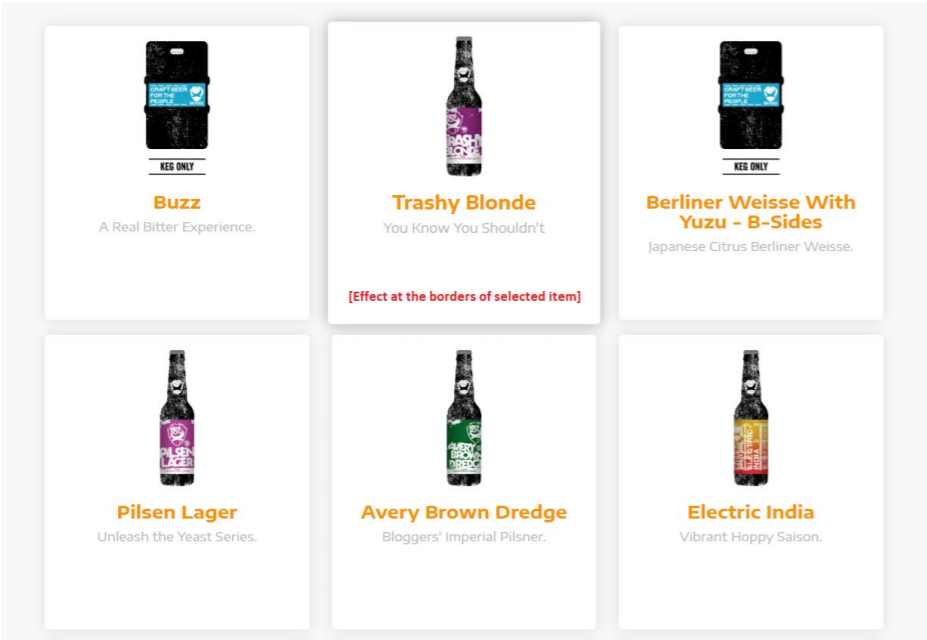 CRAFT BEER
FOR THE
PEOPLE
KEG ONLY
Buzz
A Real Bitter Experience.
TRASHY
BLONDE
Trashy Blonde
You Know You Shouldn't
[Effect at the borders of selected item]
CRAFT BEER
FOR THE
PEOPLE
KEG ONLY
Berliner Weisse With
Yuzu - B-Sides
Japanese Citrus Berliner Weisse.
PILSEN
LAGER
Pilsen Lager
Unleash the Yeast Series.
AVERY
BROWN
DREDGE
Avery Brown Dredge
Bloggers' Imperial Pilsner.
ELECTRIC
INDIA
Electric India
Vibrant Hoppy Saison.